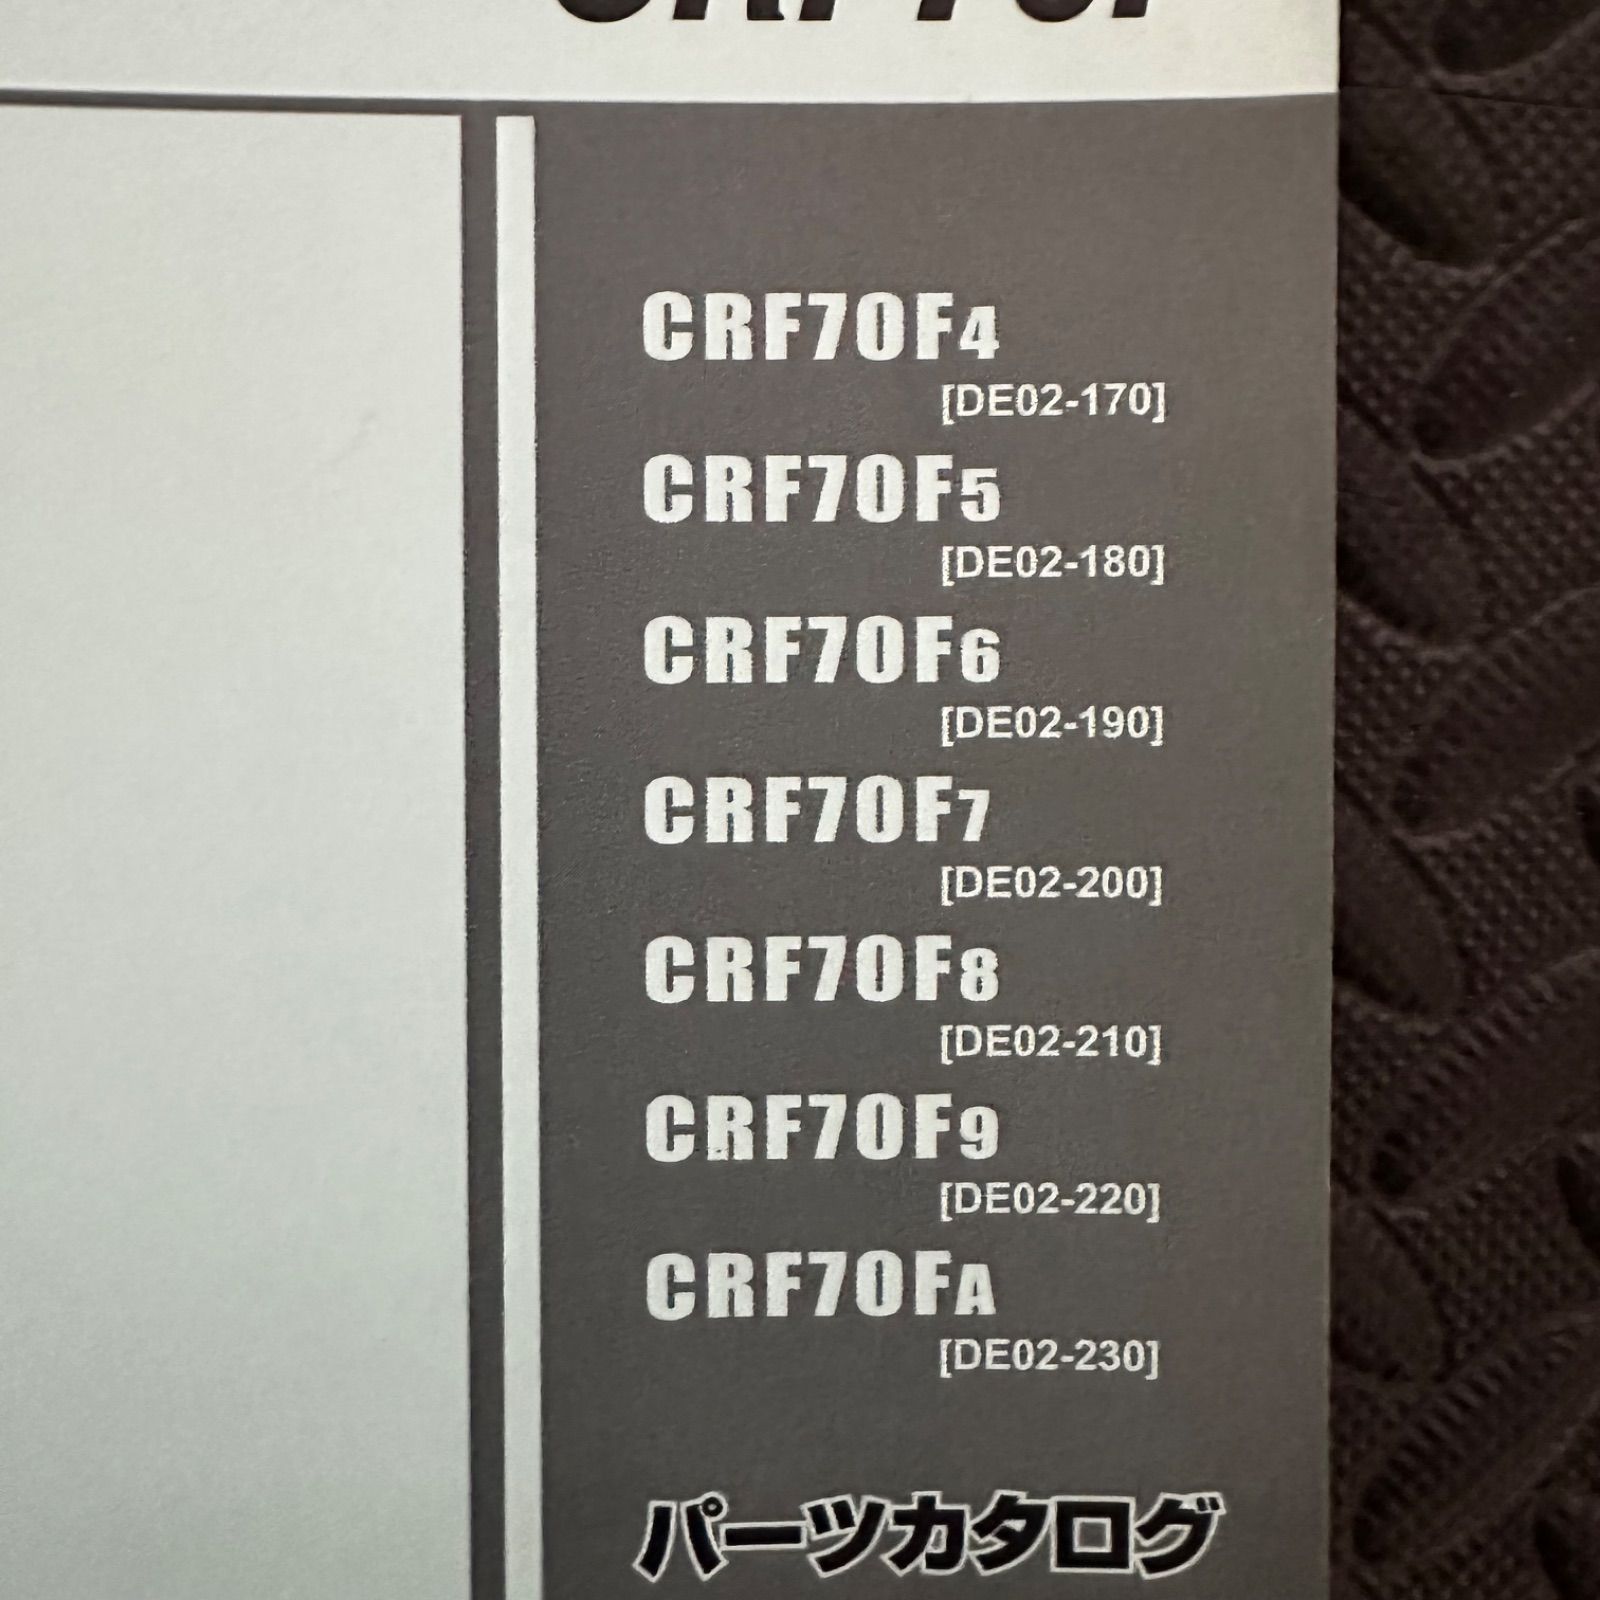 CRF70F
CRF70F4
[DE02-170]
CRF70F5
[DE02-180]
CRF70F6
[DE02-190]
CRF70F7
[DE02-200]
CRF70F8
[DE02-210]
CRF70F9
[DE02-220]
CRF70FA
[DE02-230]
パーツカタログ